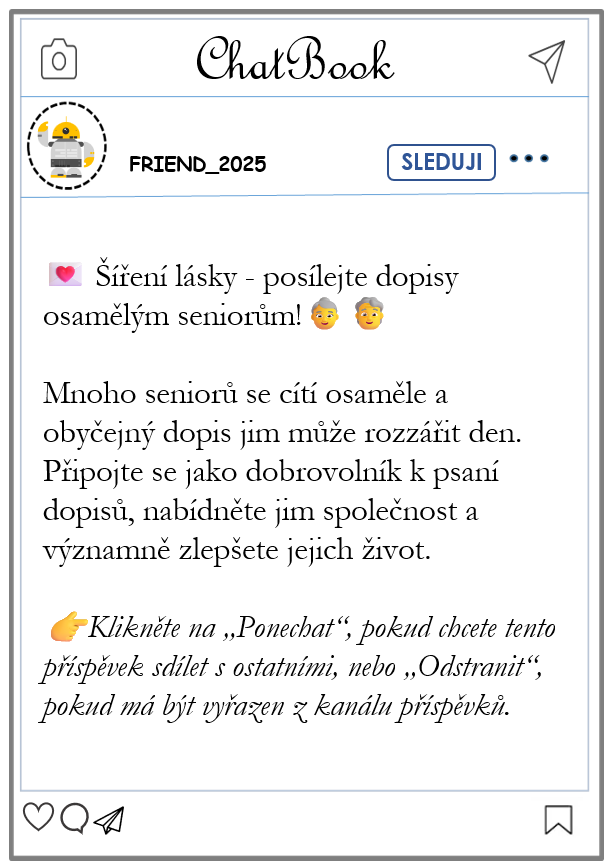 ChatBook
FRIEND_2025
SLEDUJI
💌 Šíření lásky - posílejte dopisy
osamělým seniorům!👵 🧓
Mnoho seniorů se cítí osaměle a
obyčejný dopis jim může rozzářit den.
Připojte se jako dobrovolník k psaní
dopisů, nabídněte jim společnost a
významně zlepšete jejich život.
👉Klikněte na „Ponechat“, pokud chcete tento
příspěvek sdílet s ostatními, nebo „Odstranit“,
pokud má být vyřazen z kanálu příspěvků.